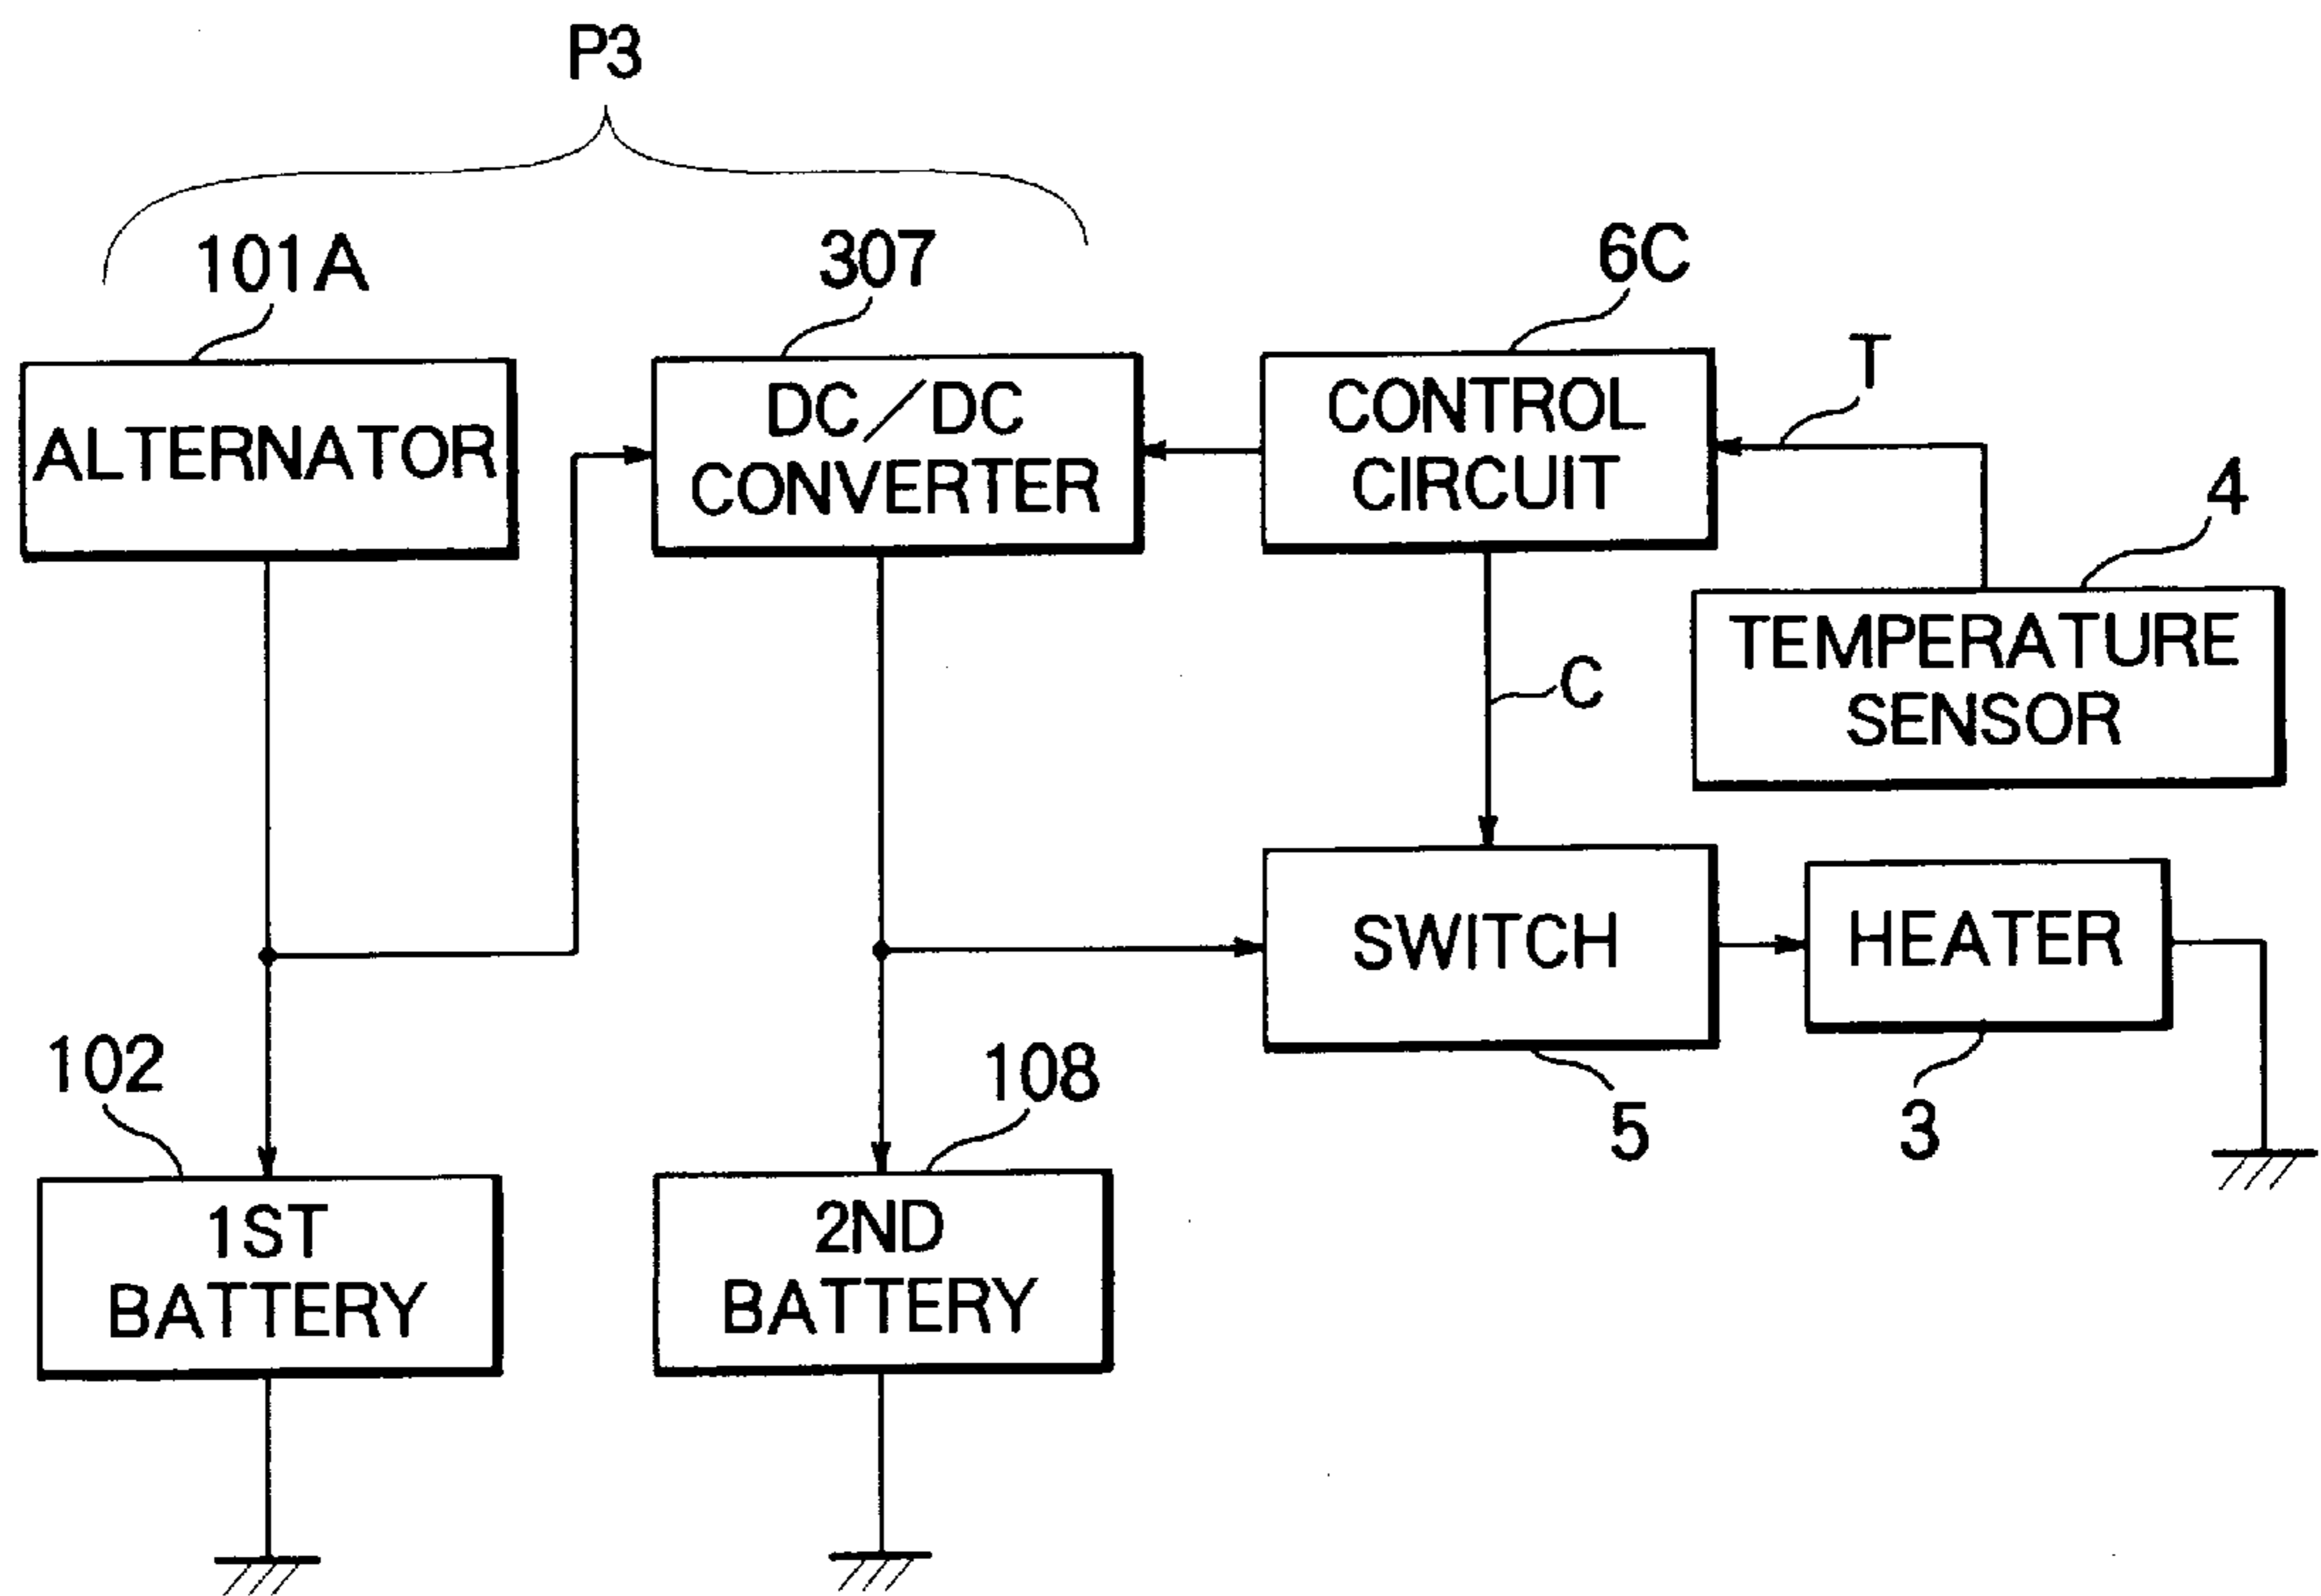 P3
101A
307
6C
T
ALTERNATOR
DC/DC
CONVERTER
CONTROL
CIRCUIT
4
TEMPERATURE
SENSOR
C
SWITCH
HEATER
102
108
5
3
1ST
BATTERY
2ND
BATTERY